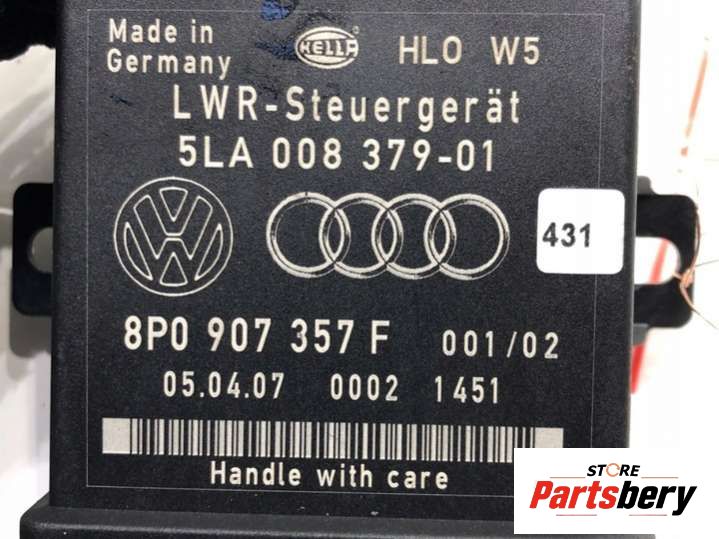 Made in
Germany
HELLA
HLO W5
LWR-Steuergerät
5LA 008 379-01
431
8P0 907 357 F 001/02
05.04.07 0002 1451
Handle with care
STORE
Partsbery